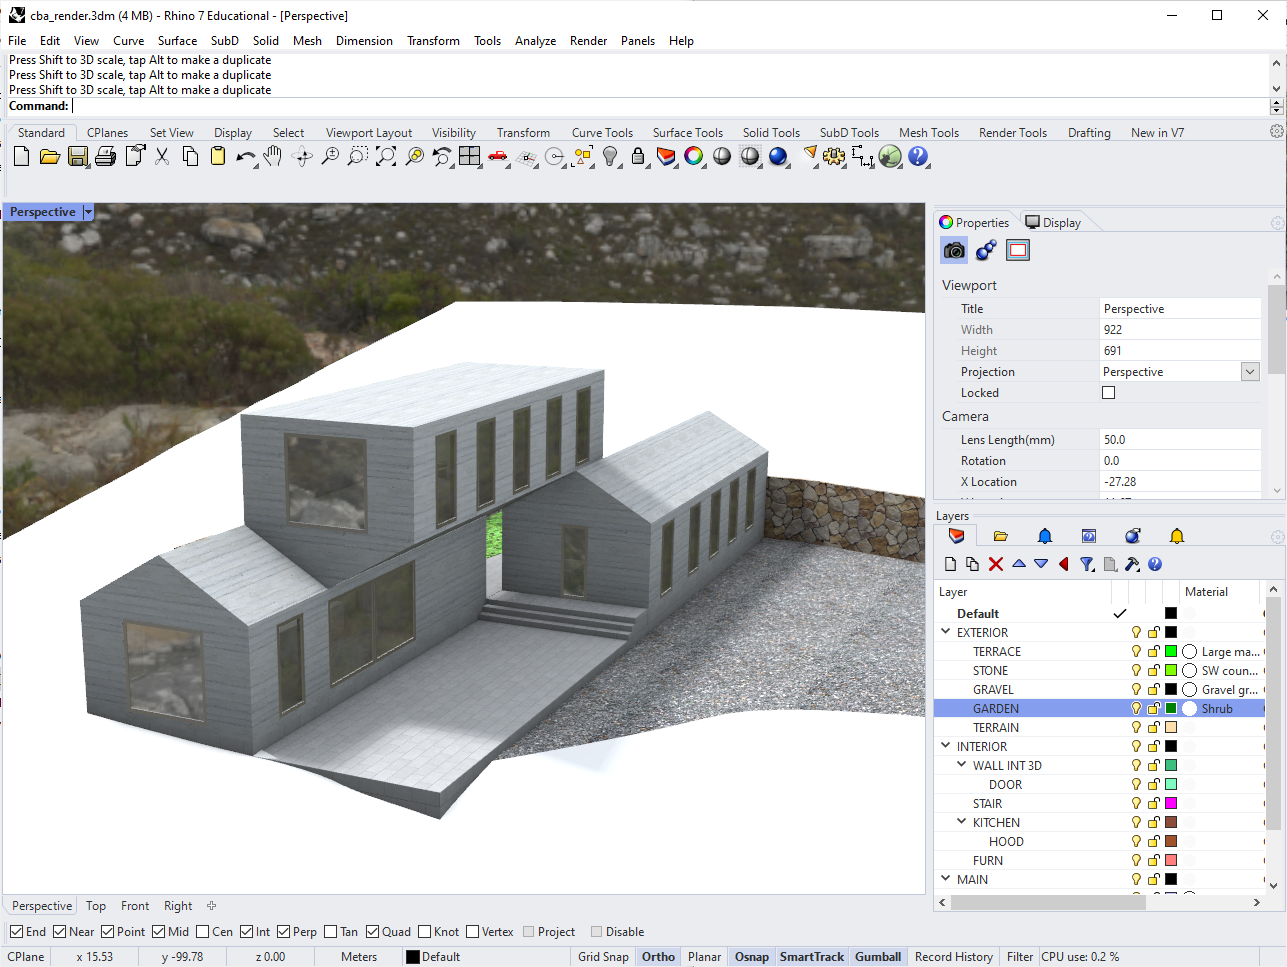 cba_render.3dm (4 MB) - Rhino 7 Educational - [Perspective]
File Edit View Curve Surface SubD Solid Mesh Dimension Transform Tools Analyze Render Panels Help
Press Shift to 3D scale, tap Alt to make a duplicate
Press Shift to 3D scale, tap Alt to make a duplicate
Press Shift to 3D scale, tap Alt to make a duplicate
Command:
Standard CPlanes Set View Display Select Viewport Layout Visibility Transform Curve Tools Surface Tools Solid Tools SubD Tools Mesh Tools Render Tools Drafting New in V7
Perspective
Properties Display
Viewport
Title Perspective
Width 922
Height 691
Projection Perspective
Locked
Camera
Lens Length(mm) 50.0
Rotation 0.0
X Location -27.28
Layers
Layer Material
Default
EXTERIOR
TERRACE Large ma...
STONE SW coun...
GRAVEL Gravel gr...
GARDEN Shrub
TERRAIN
INTERIOR
WALL INT 3D
DOOR
STAIR
KITCHEN
HOOD
FURN
MAIN
Perspective Top Front Right
End Near Point Mid Cen Int Perp Tan Quad Knot Vertex Project Disable
CPlane x 15.53 y -99.78 z 0.00 Meters Default Grid Snap Ortho Planar Osnap SmartTrack Gumball Record History Filter CPU use: 0.2 %